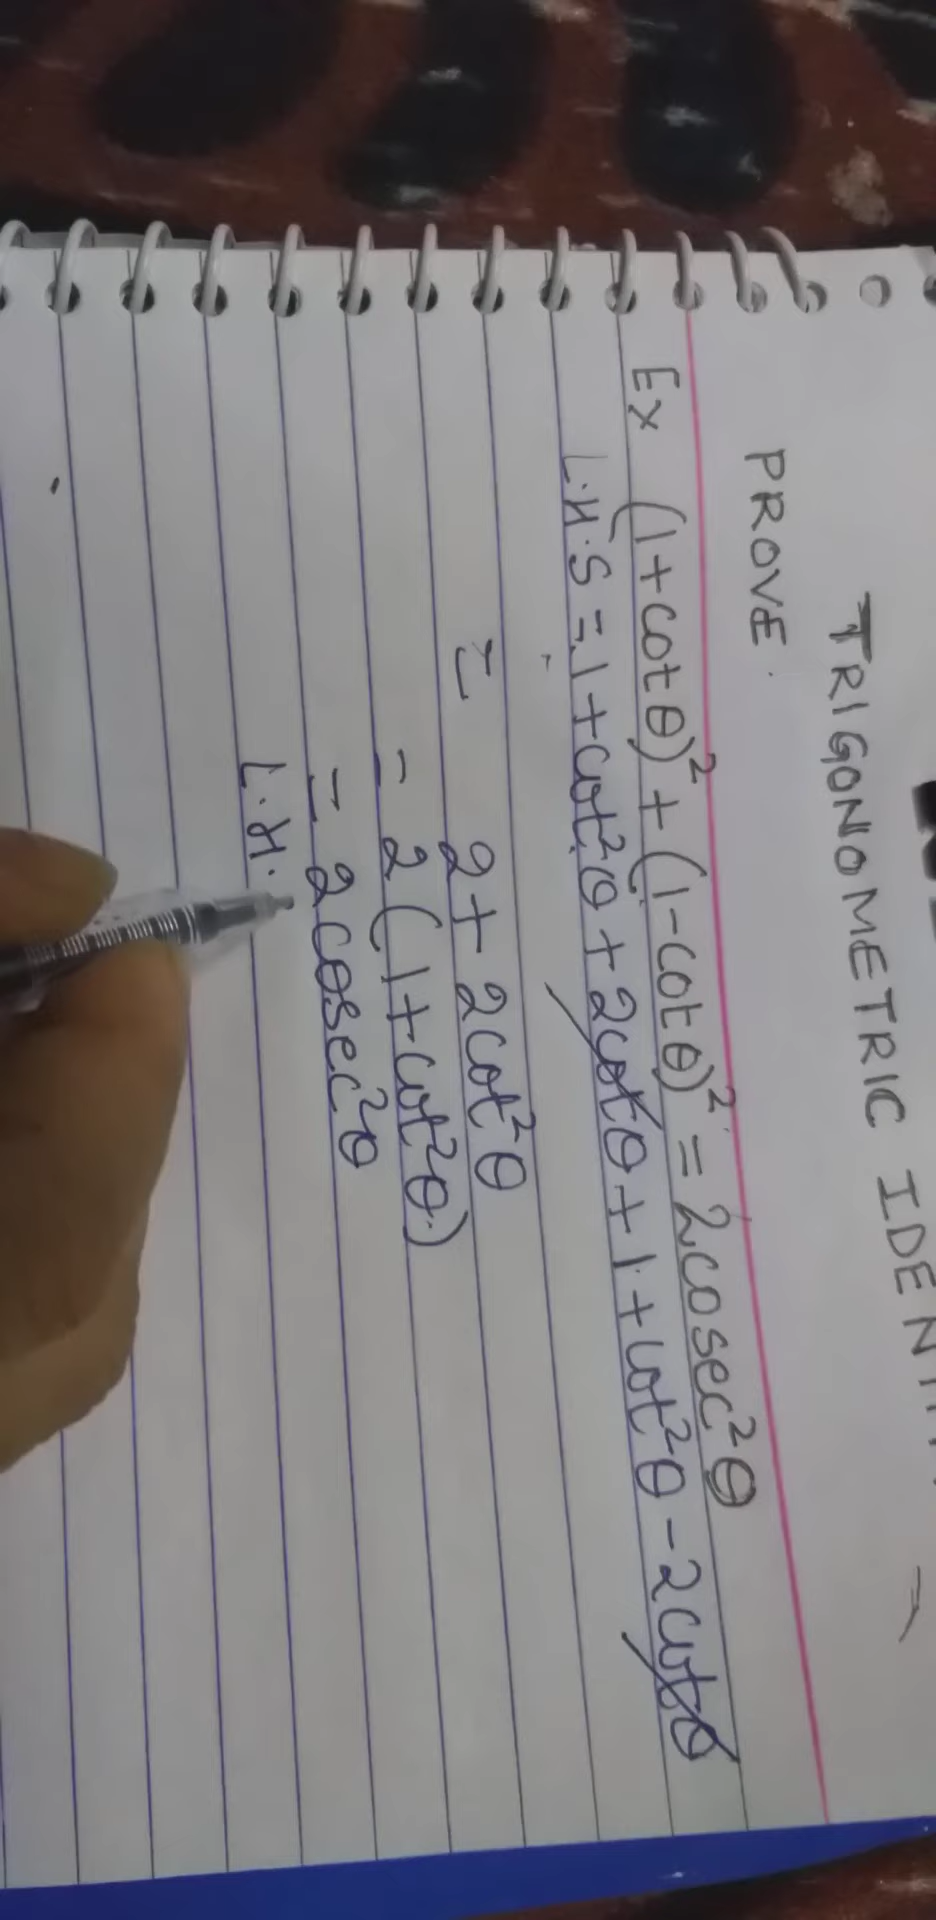 TRIGONOMETRIC
PROVE.
Ex (1+cotθ)² + (1-cotθ)² = 2cosec²θ
L.H.S = 1+cot²θ + 2cotθ + 1 + cot²θ - 2cotθ
= 2+ 2cot²θ
= 2(1+cot²θ)
= 2cosec²θ
L.H.